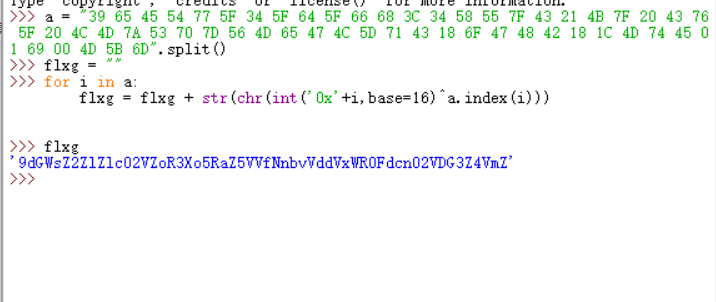 Type "copyright", "credits" or "license()" for more information.
>>> a = "39 65 45 54 77 5F 34 5F 64 5F 66 68 3C 34 58 55 7F 43 21 4B 7F 20 43 76
 5F 20 4C 4D 7A 53 70 7D 56 4D 65 47 4C 5D 71 43 18 6F 47 48 42 18 1C 4D 74 45 0
1 69 00 4D 5B 6D".split()
>>> flxg = ""
>>> for i in a:
        flxg = flxg + str(chr(int('0x'+i,base=16)^a.index(i)))
>>> flxg
'9dGWsZ2ZlZlc02VZoR3Xo5RaZ5VVfNnbvVddVxWR0Fdcn02VDG3Z4VmZ'
>>>